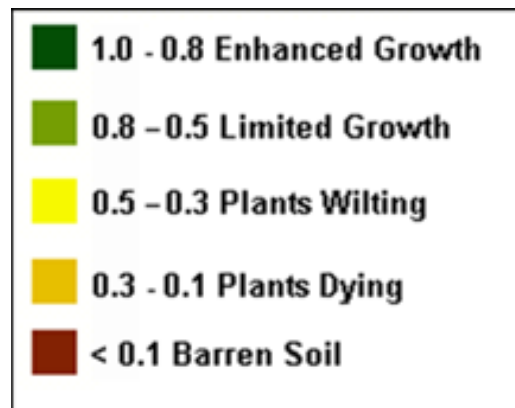 1.0 - 0.8 Enhanced Growth
0.8 – 0.5 Limited Growth
0.5 – 0.3 Plants Wilting
0.3 - 0.1 Plants Dying
< 0.1 Barren Soil